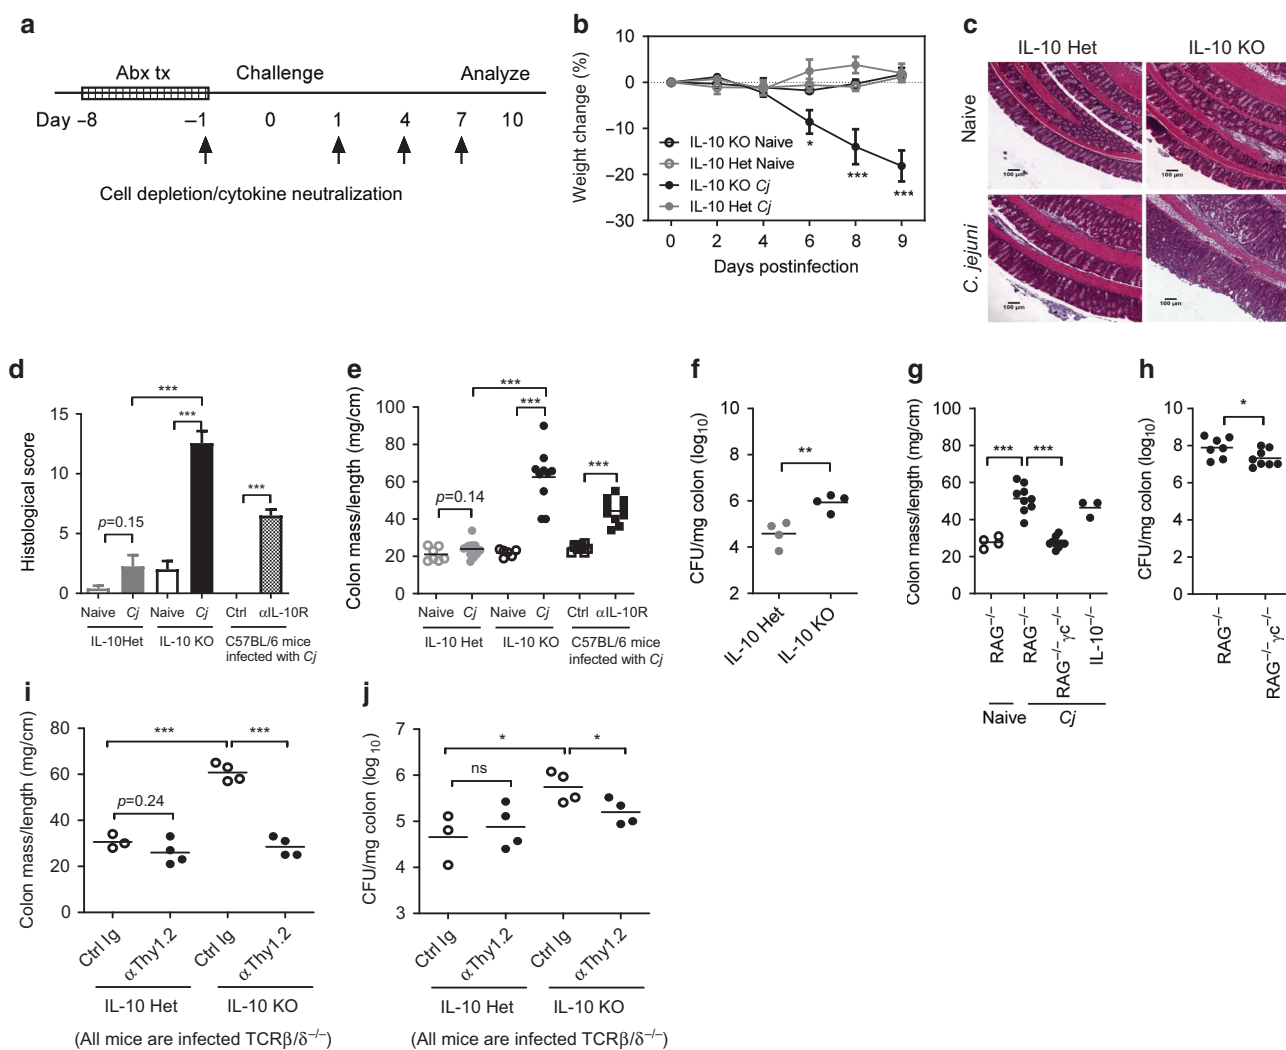 a
Abx tx
Challenge
Analyze
Day –8 –1 0 1 4 7 10
Cell depletion/cytokine neutralization
b
Weight change (%)
10
0
–10
–20
–30
IL-10 KO Naive
IL-10 Het Naive
IL-10 KO Cj
IL-10 Het Cj
*
***
***
0 2 4 6 8 9
Days postinfection
c
IL-10 Het IL-10 KO
Naive
C. jejuni
100 µm
100 µm
100 µm
100 µm
d
Histological score
15
10
5
0
***
***
***
p=0.15
Naive Cj Naive Cj Ctrl αIL-10R
IL-10Het IL-10 KO C57BL/6 mice
infected with Cj
e
Colon mass/length (mg/cm)
100
80
60
40
20
0
***
***
***
p=0.14
Naive Cj Naive Cj Ctrl αIL-10R
IL-10 Het IL-10 KO C57BL/6 mice
infected with Cj
f
CFU/mg colon (log10)
10
8
6
4
2
**
IL-10 Het
IL-10 KO
g
Colon mass/length (mg/cm)
100
80
60
40
20
0
*** ***
RAG–/–
RAG–/–
RAG–/–γc–/–
IL-10–/–
Naive Cj
h
CFU/mg colon (log10)
10
8
6
4
2
0
*
RAG–/–
RAG–/–γc–/–
i
Colon mass/length (mg/cm)
80
60
40
20
0
*** ***
p=0.24
Ctrl Ig
αThy1.2
Ctrl Ig
αThy1.2
IL-10 Het IL-10 KO
(All mice are infected TCRβ/δ–/–)
j
CFU/mg colon (log10)
7
6
5
4
3
* *
ns
Ctrl Ig
αThy1.2
Ctrl Ig
αThy1.2
IL-10 Het IL-10 KO
(All mice are infected TCRβ/δ–/–)